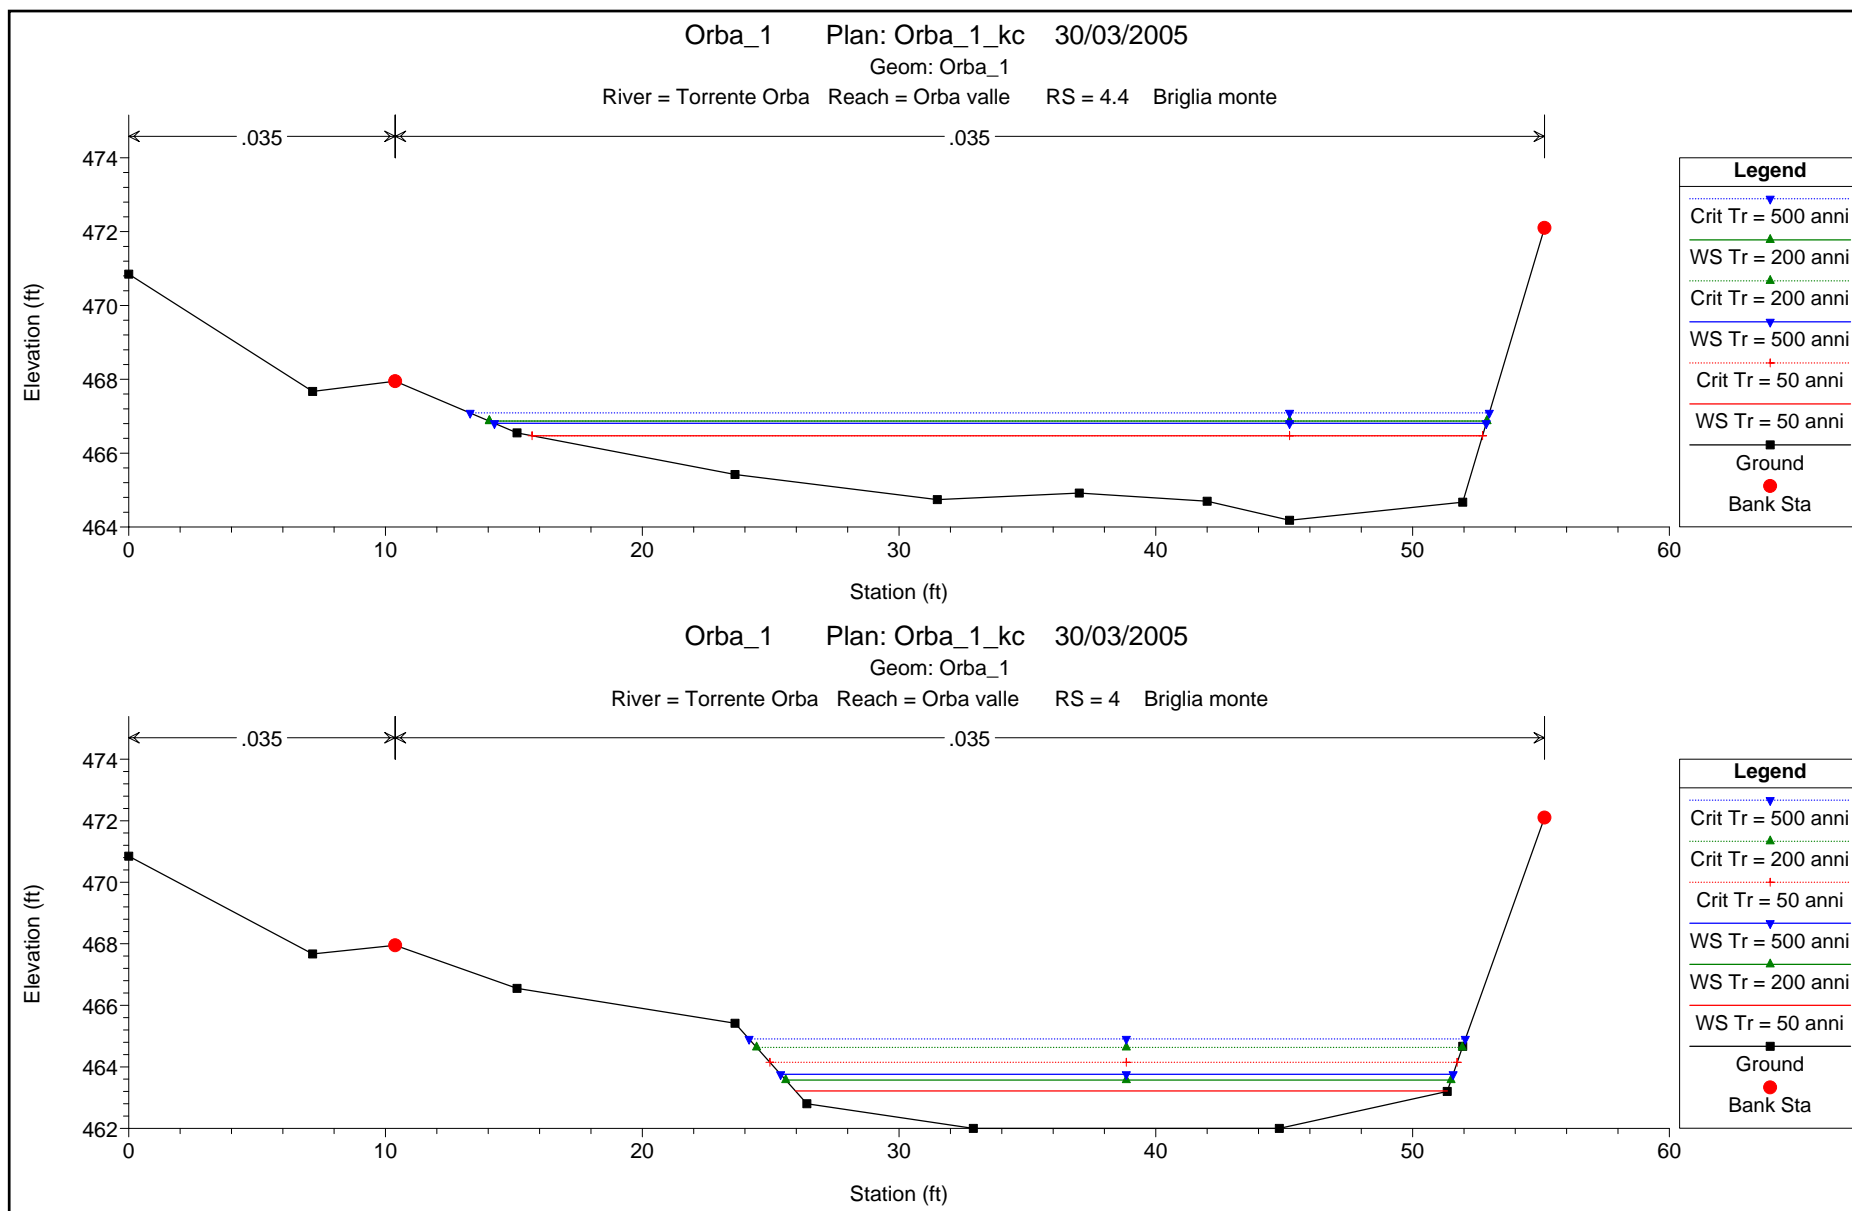 Orba_1 Plan: Orba_1_kc 30/03/2005
Geom: Orba_1
River = Torrente Orba Reach = Orba valle RS = 4.4 Briglia monte
.035 .035
474
472
470
468
466
464
Elevation (ft)
0 10 20 30 40 50 60
Station (ft)
Legend
Crit Tr = 500 anni
WS Tr = 200 anni
Crit Tr = 200 anni
WS Tr = 500 anni
Crit Tr = 50 anni
WS Tr = 50 anni
Ground
Bank Sta
Orba_1 Plan: Orba_1_kc 30/03/2005
Geom: Orba_1
River = Torrente Orba Reach = Orba valle RS = 4 Briglia monte
.035 .035
474
472
470
468
466
464
462
Elevation (ft)
0 10 20 30 40 50 60
Station (ft)
Legend
Crit Tr = 500 anni
Crit Tr = 200 anni
Crit Tr = 50 anni
WS Tr = 500 anni
WS Tr = 200 anni
WS Tr = 50 anni
Ground
Bank Sta